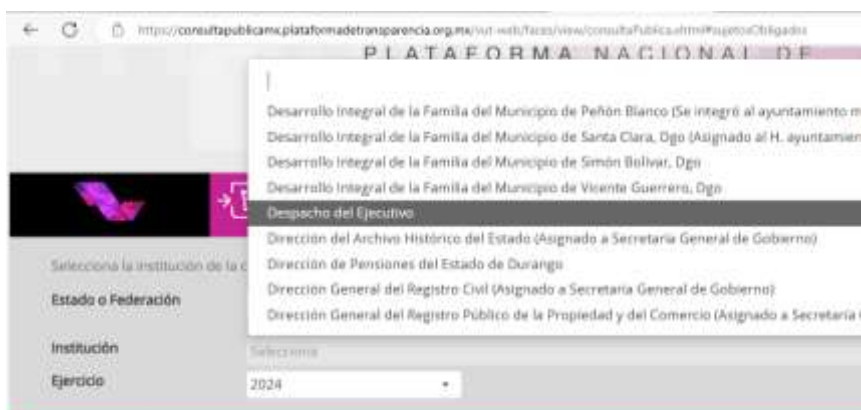 https://consultapublicamx.plataformadetransparencia.org.mx/vut-web/faces/view/consultaPublica.xhtml#sujetosObligados
PLATAFORMA NACIONAL DE
Desarrollo Integral de la Familia del Municipio de Peñón Blanco (Se integró al ayuntamiento m
Desarrollo Integral de la Familia del Municipio de Santa Clara, Dgo (Asignado al H. ayuntamien
Desarrollo Integral de la Familia del Municipio de Simón Bolívar, Dgo
Desarrollo Integral de la Familia del Municipio de Vicente Guerrero, Dgo
Despacho del Ejecutivo
Dirección del Archivo Histórico del Estado (Asignado a Secretaría General de Gobierno)
Dirección de Pensiones del Estado de Durango
Selecciona la institución de la c
Dirección General del Registro Civil (Asignado a Secretaría General de Gobierno)
Estado o Federación
Dirección General del Registro Público de la Propiedad y del Comercio (Asignado a Secretaría
Institución
Selecciona
Ejercicio
2024